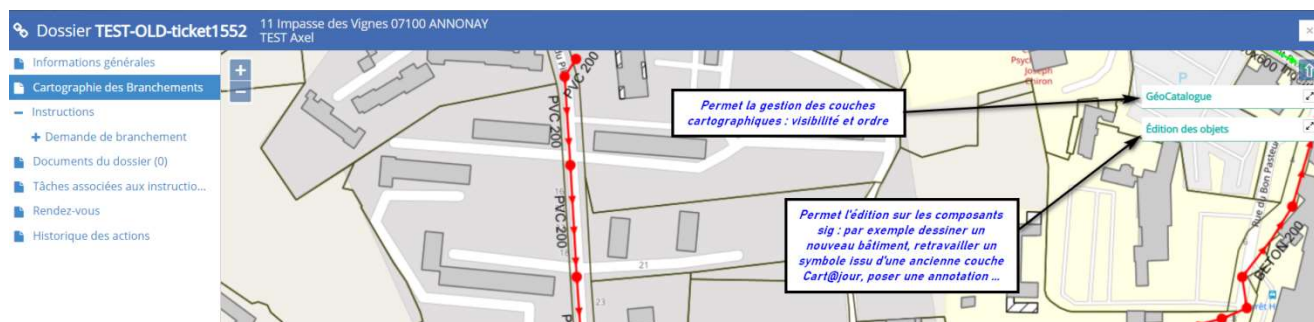 Dossier TEST-OLD-ticket1552
11 Impasse des Vignes 07100 ANNONAY
TEST Axel
Informations générales
Cartographie des Branchements
Instructions
Demande de branchement
Documents du dossier (0)
Tâches associées aux instructio...
Rendez-vous
Historique des actions
PVC 200
Permet la gestion des couches
cartographiques : visibilité et ordre
Joseph
P
GéoCatalogue
Édition des objets
PVC 200
PVC 200
Permet l'édition sur les composants
sig : par exemple dessiner un
nouveau bâtiment, retravailler un
symbole issu d'une ancienne couche
Cart@jour, poser une annotation ...
Rue du Bon Pasteur
BETON 200
21
23